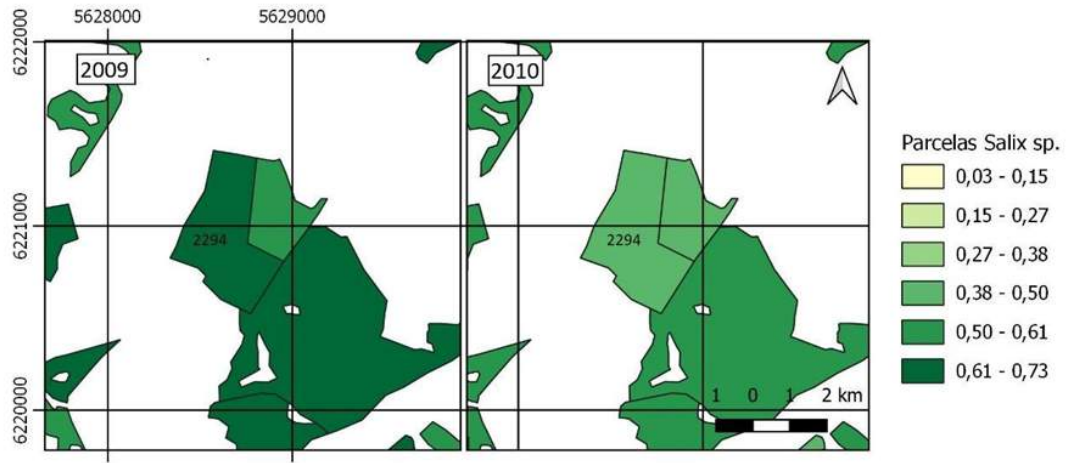 5628000 5629000
6222000
6221000
6220000
2009
2294
2010
2294
1 0 1 2 km
Parcelas Salix sp.
0,03 - 0,15
0,15 - 0,27
0,27 - 0,38
0,38 - 0,50
0,50 - 0,61
0,61 - 0,73